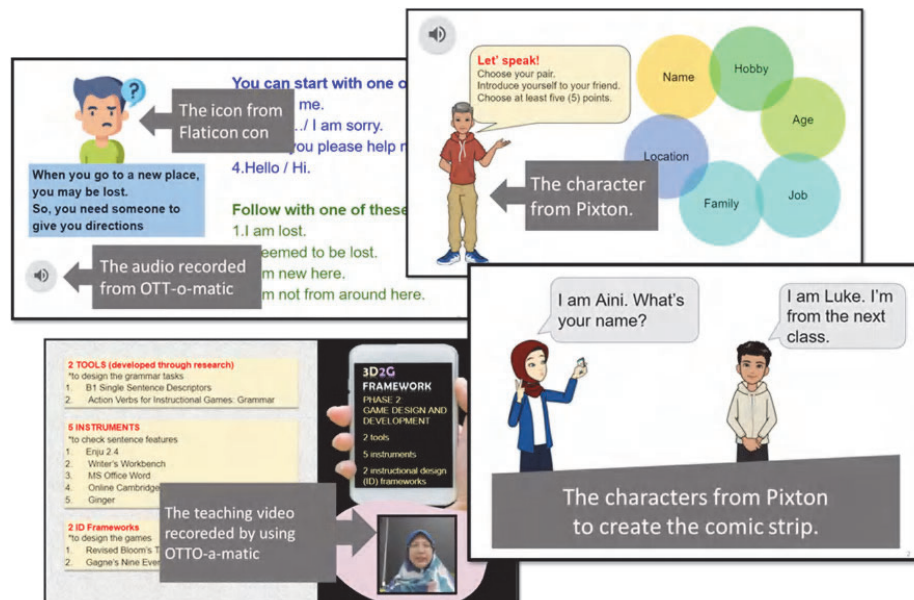 You can start with one o
me.
../ I am sorry.
you please help m
4.Hello / Hi.
The icon from
Flaticon con
?
When you go to a new place,
you may be lost.
So, you need someone to
give you directions
Follow with one of these
1.I am lost.
eemed to be lost.
m new here.
m not from around here.
The audio recorded
from OTT-o-matic
Let' speak!
Choose your pair.
Introduce yourself to your friend.
Choose at least five (5) points.
Name
Hobby
Age
Job
Family
Location
The character
from Pixton.
2 TOOLS (developed through research)
*to design the grammar tasks
1. B1 Single Sentence Descriptors
2. Action Verbs for Instructional Games: Grammar
5 INSTRUMENTS
*to check sentence features
1. Enju 2.4
2. Writer's Workbench
3. MS Office Word
4. Online Cambridge
5. Ginger
2 ID Frameworks
*to design the games
1. Revised Bloom's T
2. Gagne's Nine Ever
The teaching video
recoreded by using
OTTO-a-matic
3D2G
FRAMEWORK
PHASE 2:
GAME DESIGN AND
DEVELOPMENT
2 tools
5 instruments
2 instructional design
(ID) frameworks
I am Aini. What's
your name?
I am Luke. I'm
from the next
class.
The characters from Pixton
to create the comic strip.